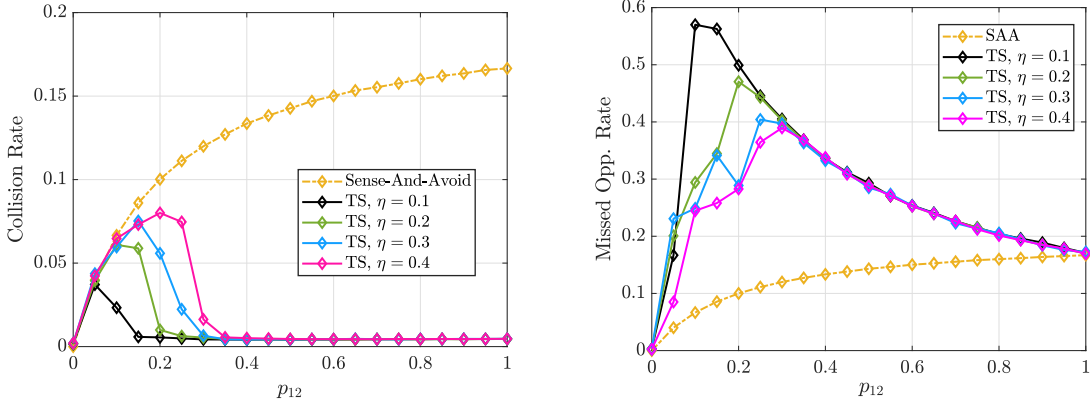 0.2
0.15
0.1
0.05
0
Collision Rate
Sense-And-Avoid
TS, η = 0.1
TS, η = 0.2
TS, η = 0.3
TS, η = 0.4
0 0.2 0.4 0.6 0.8 1
p12
0.6
0.5
0.4
0.3
0.2
0.1
0
Missed Opp. Rate
SAA
TS, η = 0.1
TS, η = 0.2
TS, η = 0.3
TS, η = 0.4
0 0.2 0.4 0.6 0.8 1
p12